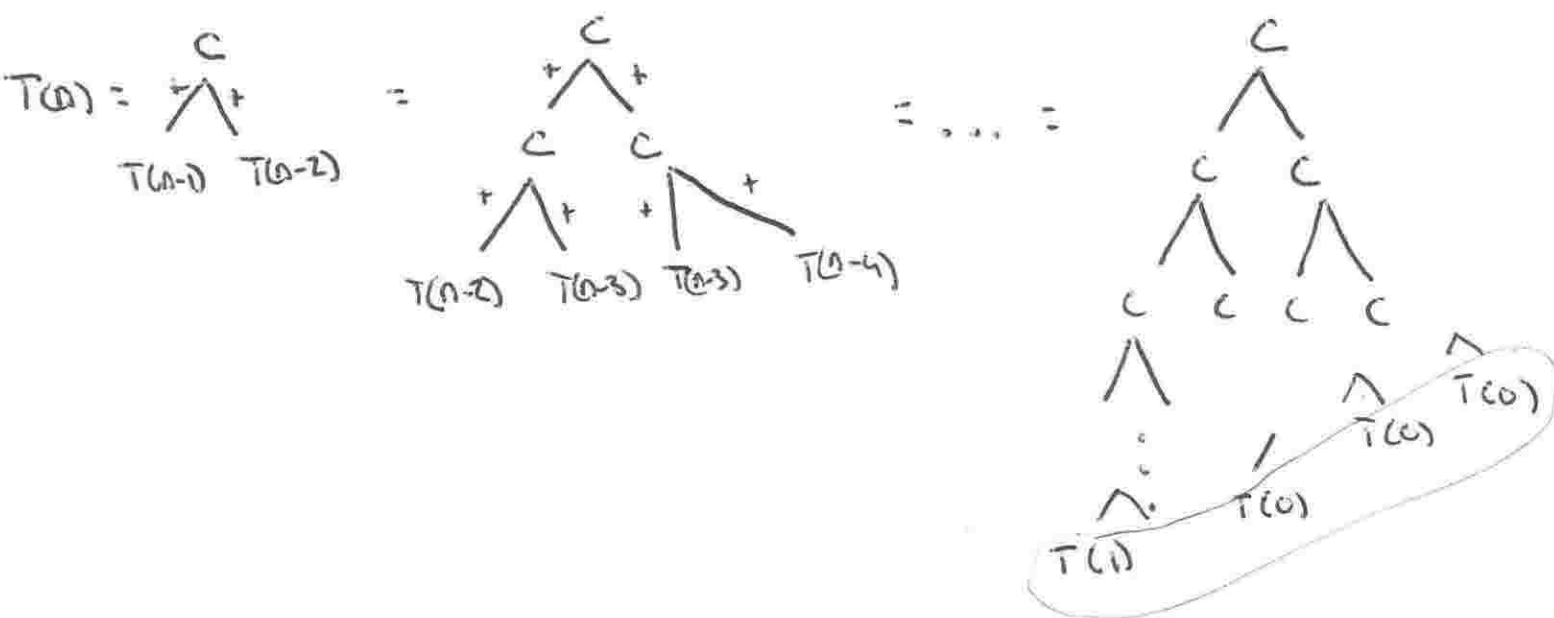 C C C
T(n) = + + = + + = ... =
C C C C
T(n-1) T(n-2) + + + +
T(n-2) T(n-3) T(n-3) T(n-4)
C C C C
T(0)
T(0)
T(0)
T(1)